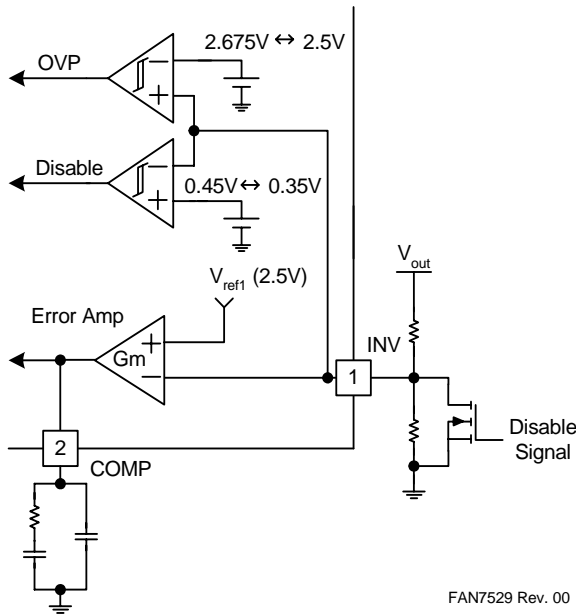 2.675V ↔ 2.5V
OVP
Disable
0.45V ↔ 0.35V
Vref1 (2.5V)
Vout
Error Amp
Gm
INV
1
Disable
Signal
2
COMP
FAN7529 Rev. 00